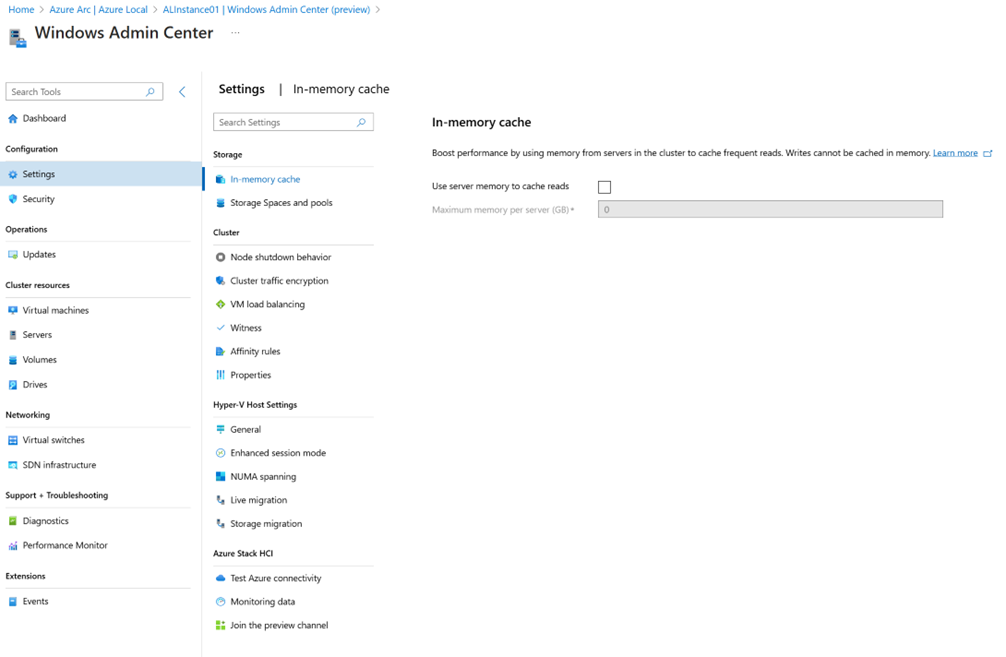 Home > Azure Arc | Azure Local > ALInstance01 | Windows Admin Center (preview) >
Windows Admin Center ...
Search Tools
Dashboard
Configuration
Settings
Security
Operations
Updates
Cluster resources
Virtual machines
Servers
Volumes
Drives
Networking
Virtual switches
SDN infrastructure
Support + Troubleshooting
Diagnostics
Performance Monitor
Extensions
Events
Settings | In-memory cache
Search Settings
Storage
In-memory cache
Storage Spaces and pools
Cluster
Node shutdown behavior
Cluster traffic encryption
VM load balancing
Witness
Affinity rules
Properties
Hyper-V Host Settings
General
Enhanced session mode
NUMA spanning
Live migration
Storage migration
Azure Stack HCI
Test Azure connectivity
Monitoring data
Join the preview channel
In-memory cache
Boost performance by using memory from servers in the cluster to cache frequent reads. Writes cannot be cached in memory. Learn more
Use server memory to cache reads
Maximum memory per server (GB) *
0